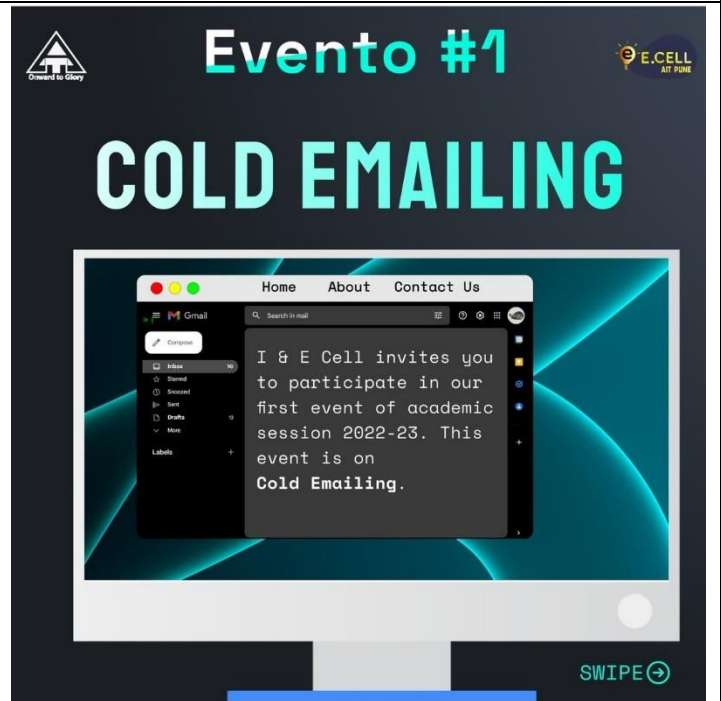 Evento #1
Onward to Glory
E.CELL
AIT PUNE
COLD EMAILING
Home About Contact Us
Gmail
Search in mail
Compose
Inbox 90
Starred
Snoozed
Sent
Drafts 13
More
Labels
I & E Cell invites you
to participate in our
first event of academic
session 2022-23. This
event is on
Cold Emailing.
SWIPE